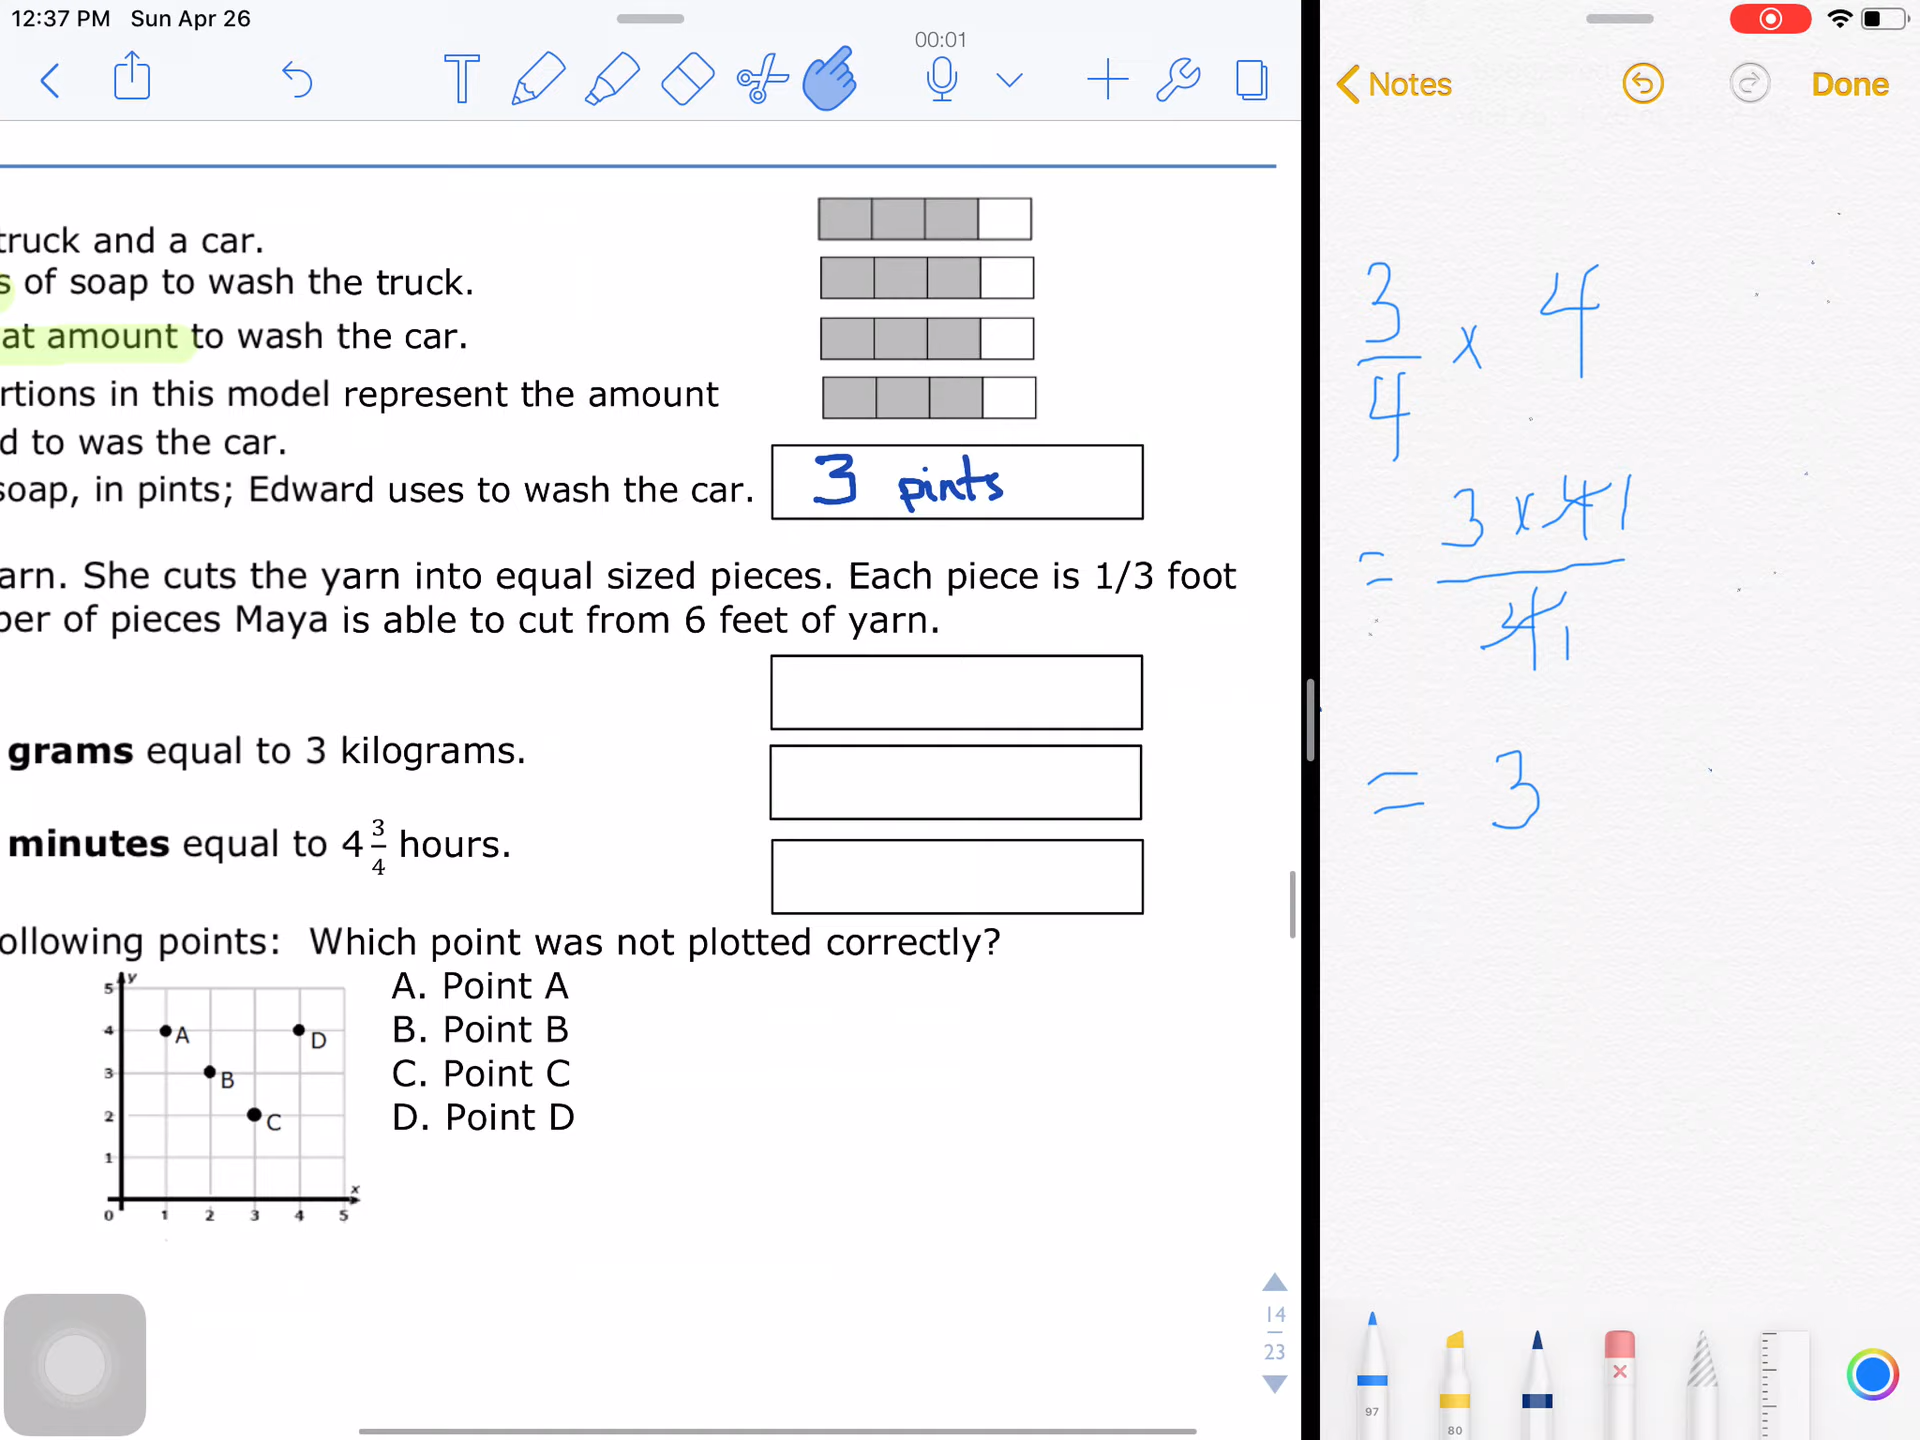 12:37 PM Sun Apr 26
00:01
truck and a car.
s of soap to wash the truck.
at amount to wash the car.
rtions in this model represent the amount
d to was the car.
soap, in pints; Edward uses to wash the car.
3 pints
arn. She cuts the yarn into equal sized pieces. Each piece is 1/3 foot
ber of pieces Maya is able to cut from 6 feet of yarn.
grams equal to 3 kilograms.
minutes equal to 4 3/4 hours.
ollowing points: Which point was not plotted correctly?
A. Point A
B. Point B
C. Point C
D. Point D
y
5
4
3
2
1
0 1 2 3 4 5
x
A
B
C
D
14
23
Notes
Done
3/4 x 4
= 3 x 4 1
4 1
= 3
97
80